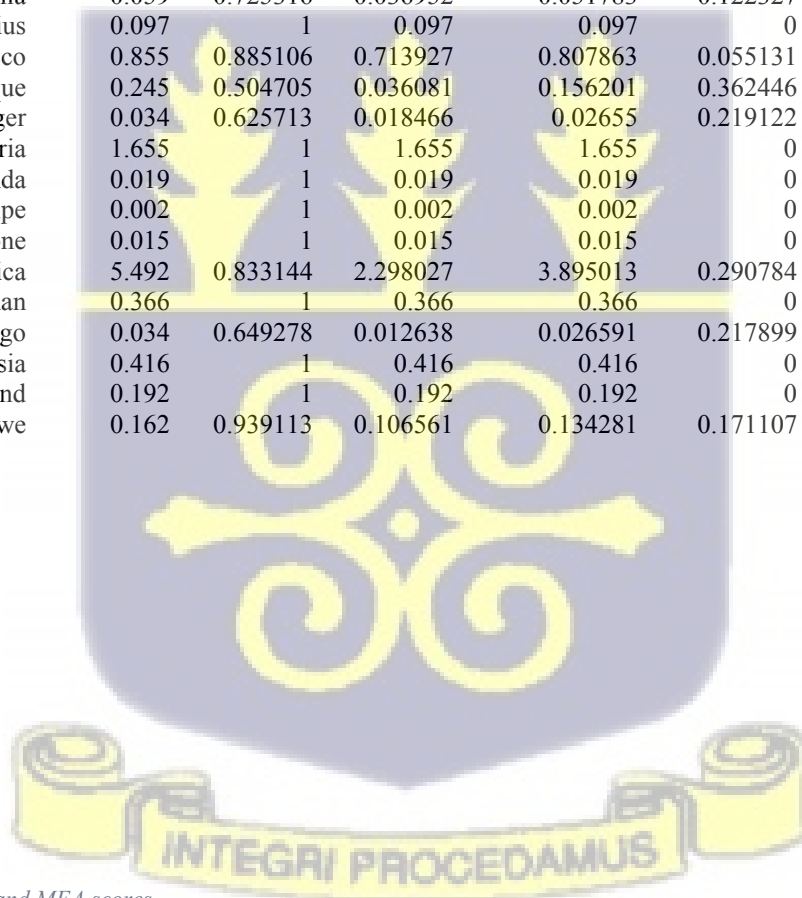 ius 0.097 1 0.097 0.097 0
co 0.855 0.885106 0.713927 0.807863 0.055131
ue 0.245 0.504705 0.036081 0.156201 0.362446
ger 0.034 0.625713 0.018466 0.02655 0.219122
ria 1.655 1 1.655 1.655 0
da 0.019 1 0.019 0.019 0
pe 0.002 1 0.002 0.002 0
ne 0.015 1 0.015 0.015 0
ica 5.492 0.833144 2.298027 3.895013 0.290784
an 0.366 1 0.366 0.366 0
go 0.034 0.649278 0.012638 0.026591 0.217899
sia 0.416 1 0.416 0.416 0
nd 0.192 1 0.192 0.192 0
we 0.162 0.939113 0.106561 0.134281 0.171107
INTEGRI PROCEDAMUS